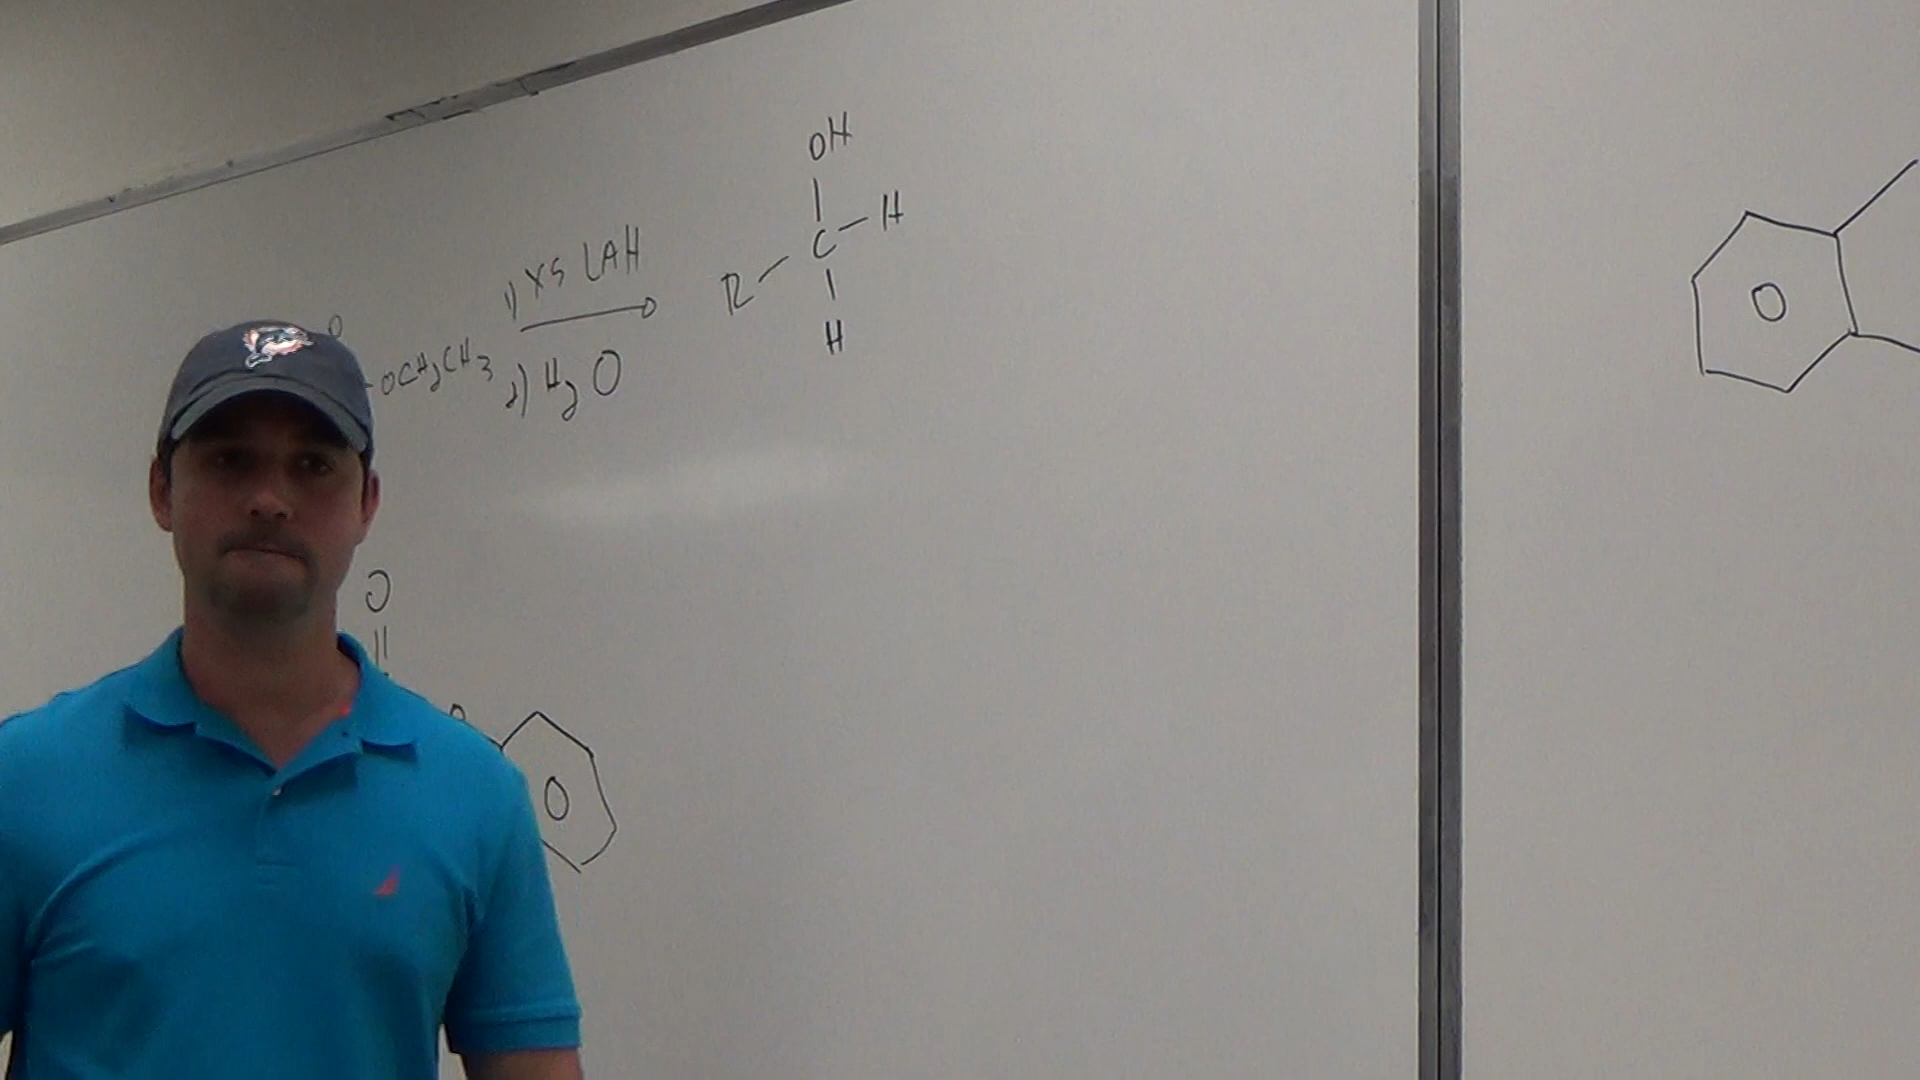 OH
1) XS LAH
C — H
R
H
O
OCH2CH3
2) H2O
O
||
O
O
O